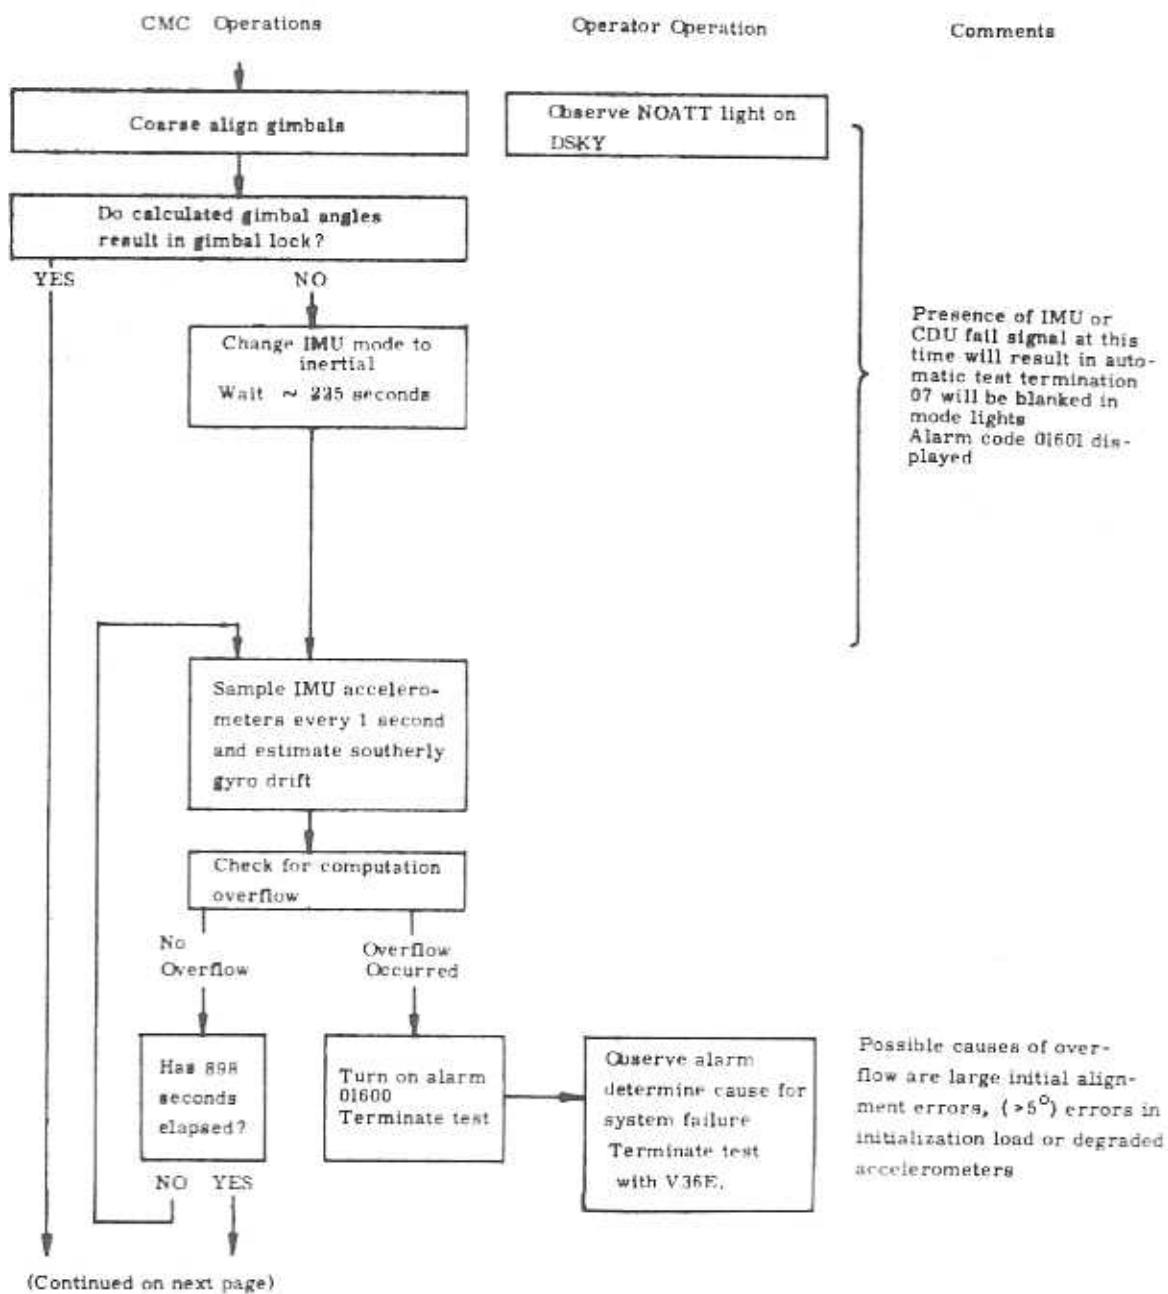 CMC Operations
Operator Operation
Comments
Coarse align gimbals
Observe NOATT light on
DSKY
Do calculated gimbal angles
result in gimbal lock?
YES
NO
Change IMU mode to
inertial
Wait ~ 225 seconds
Presence of IMU or
CDU fail signal at this
time will result in auto-
matic test termination
07 will be blanked in
mode lights
Alarm code 01601 dis-
played
Sample IMU accelero-
meters every 1 second
and estimate southerly
gyro drift
Check for computation
overflow
No
Overflow
Overflow
Occurred
Has 898
seconds
elapsed?
Turn on alarm
01600
Terminate test
Observe alarm
determine cause for
system failure
Terminate test
with V36E.
Possible causes of over-
flow are large initial align-
ment errors, (>5°) errors in
initialization load or degraded
accelerometers
NO YES
(Continued on next page)